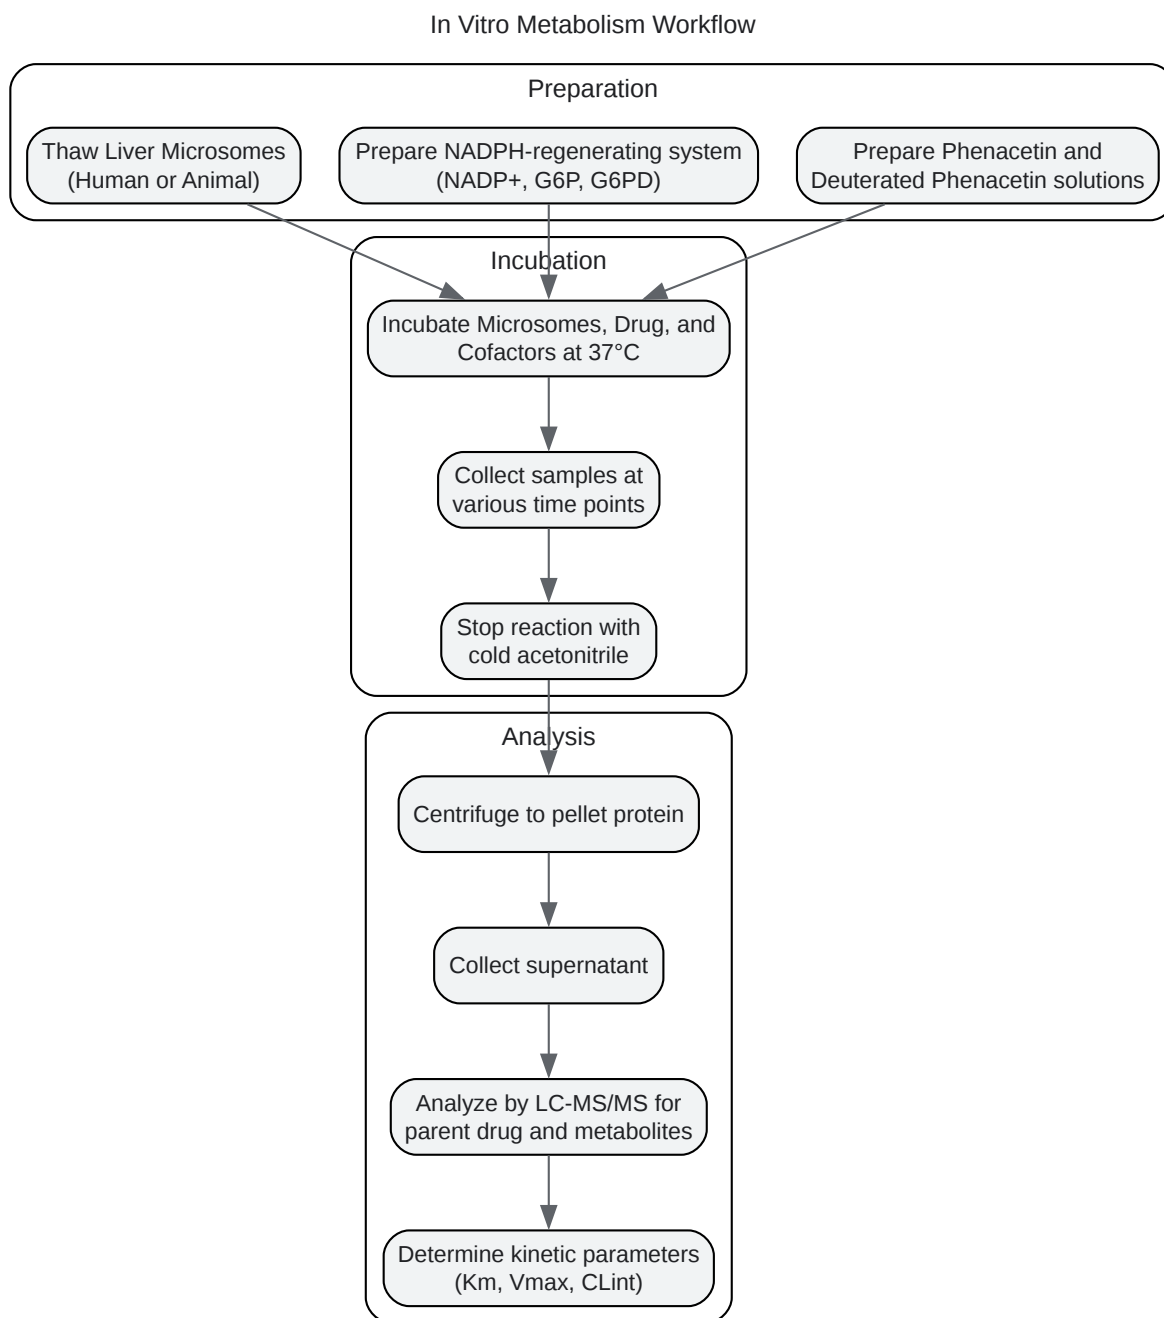 In Vitro Metabolism Workflow
Preparation
Thaw Liver Microsomes
(Human or Animal)
Prepare NADPH-regenerating system
(NADP+, G6P, G6PD)
Prepare Phenacetin and
Deuterated Phenacetin solutions
Incubation
Incubate Microsomes, Drug, and
Cofactors at 37°C
Collect samples at
various time points
Stop reaction with
cold acetonitrile
Analysis
Centrifuge to pellet protein
Collect supernatant
Analyze by LC-MS/MS for
parent drug and metabolites
Determine kinetic parameters
(Km, Vmax, CLint)